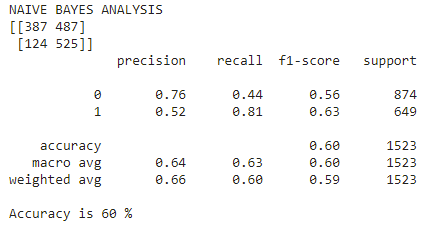 NAIVE BAYES ANALYSIS
[[387 487]
[124 525]]
precision recall f1-score support
0 0.76 0.44 0.56 874
1 0.52 0.81 0.63 649
accuracy 0.60 1523
macro avg 0.64 0.63 0.60 1523
weighted avg 0.66 0.60 0.59 1523
Accuracy is 60 %